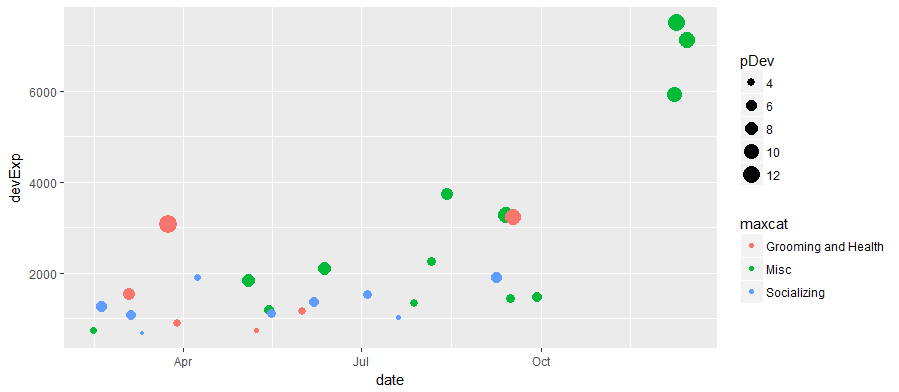 devExp
6000
4000
2000
Apr
Jul
Oct
date
pDev
4
6
8
10
12
maxcat
Grooming and Health
Misc
Socializing